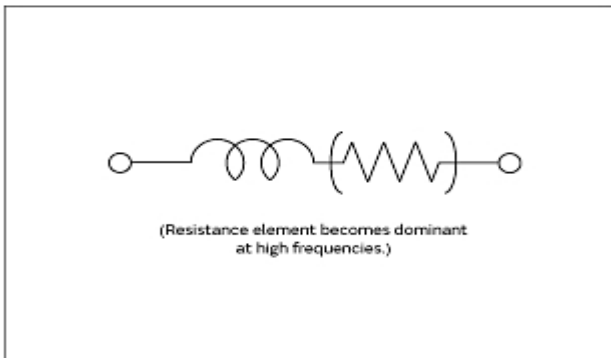 (Resistance element becomes dominant
at high frequencies.)